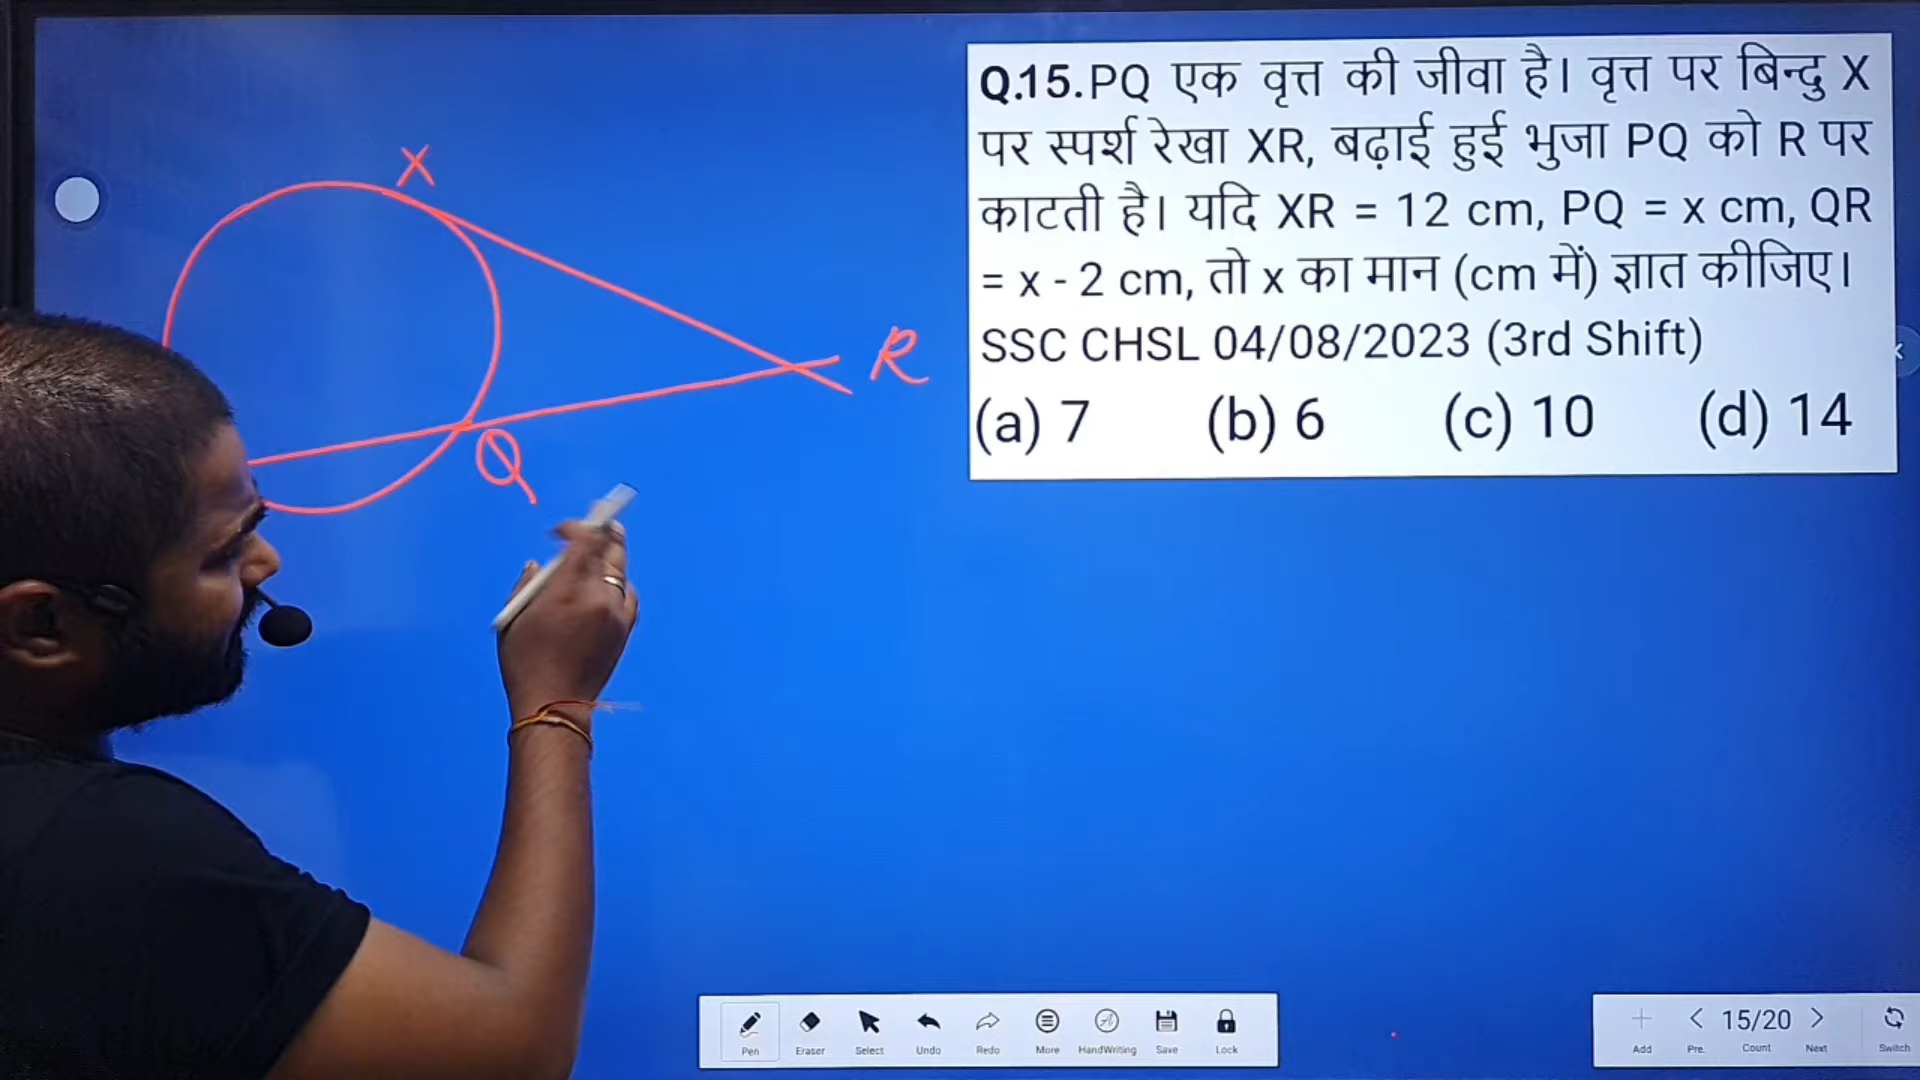 X
R
Q
Q.15.PQ एक वृत्त की जीवा है। वृत्त पर बिन्दु X
पर स्पर्श रेखा XR, बढ़ाई हुई भुजा PQ को R पर
काटती है। यदि XR = 12 cm, PQ = x cm, QR
= x - 2 cm, तो x का मान (cm में) ज्ञात कीजिए।
SSC CHSL 04/08/2023 (3rd Shift)
(a) 7 (b) 6 (c) 10 (d) 14
Pen Eraser Select Undo Redo More HandWriting Save Lock
15/20
Add Pre. Count Next Switch